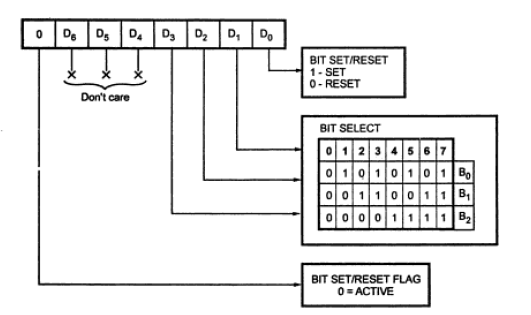 0 D6 D5 D4 D3 D2 D1 D0
Don't care
BIT SET/RESET
1 - SET
0 - RESET
BIT SELECT
0 1 2 3 4 5 6 7
0 1 0 1 0 1 0 1 B0
0 0 1 1 0 0 1 1 B1
0 0 0 0 1 1 1 1 B2
BIT SET/RESET FLAG
0 = ACTIVE